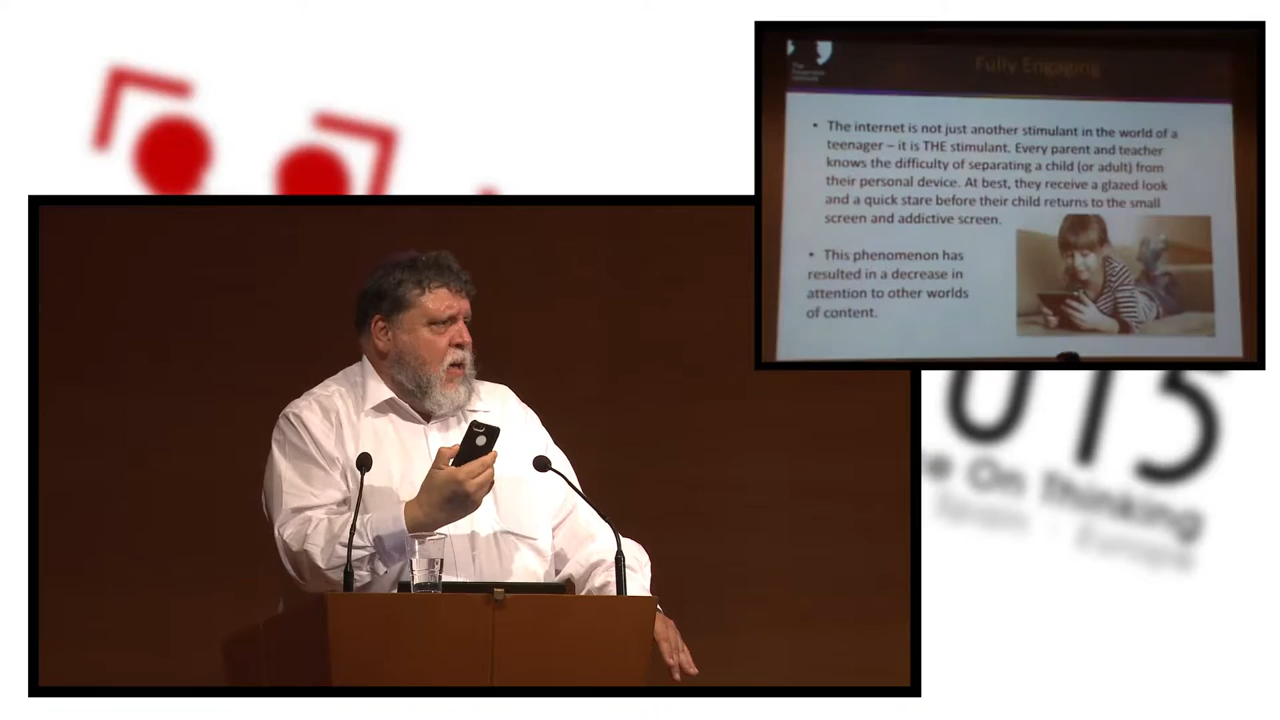 Fully Engaging
• The internet is not just another stimulant in the world of a
teenager – it is THE stimulant. Every parent and teacher
knows the difficulty of separating a child (or adult) from
their personal device. At best, they receive a glazed look
and a quick stare before their child returns to the small
screen and addictive screen.
• This phenomenon has
resulted in a decrease in
attention to other worlds
of content.
015
On Thinking